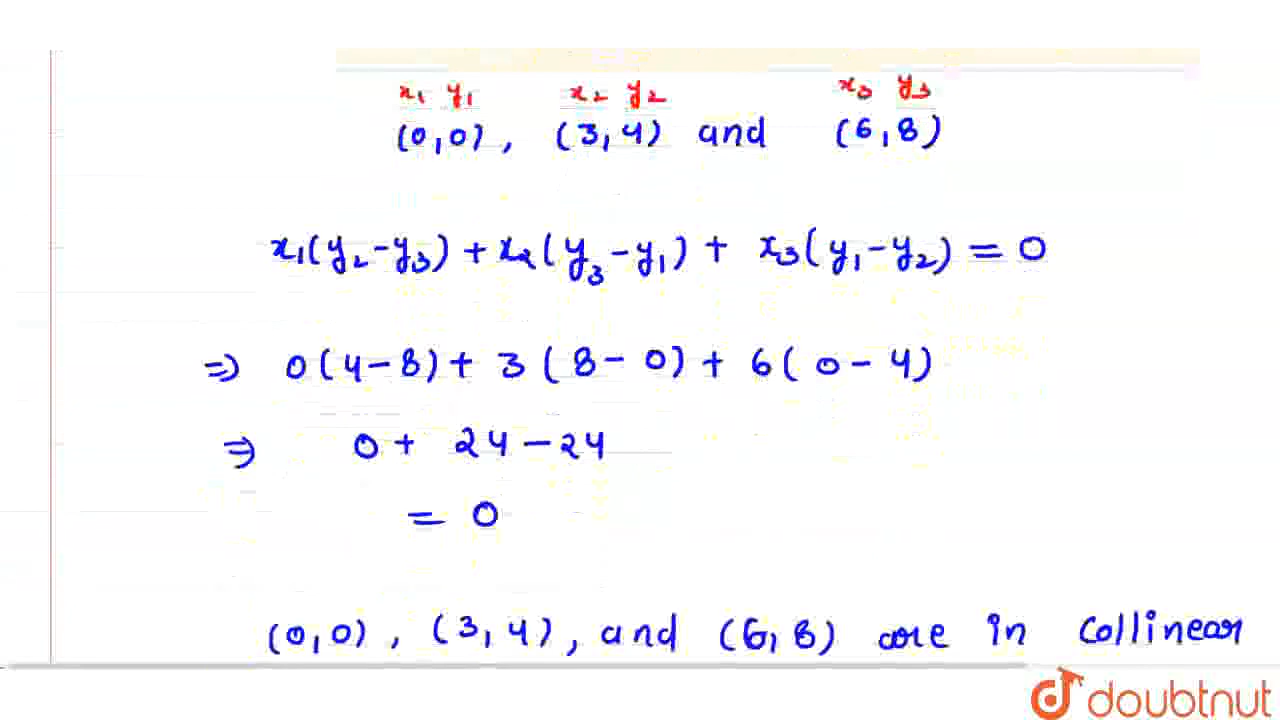 x1 y1 x2 y2 x3 y3
(0,0), (3,4) and (6,8)
x1(y2-y3)+x2(y3-y1)+ x3(y1-y2)=0
⇒ 0(4-8)+ 3(8-0)+ 6(0-4)
⇒ 0+ 24-24
= 0
(0,0), (3,4), and (6,8) are in Collinear
doubtnut